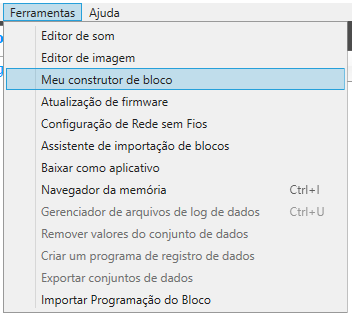 Ferramentas Ajuda
Editor de som
Editor de imagem
Meu construtor de bloco
Atualização de firmware
Configuração de Rede sem Fios
Assistente de importação de blocos
Baixar como aplicativo
Navegador da memória Ctrl+I
Gerenciador de arquivos de log de dados Ctrl+U
Remover valores do conjunto de dados
Criar um programa de registro de dados
Exportar conjuntos de dados
Importar Programação do Bloco